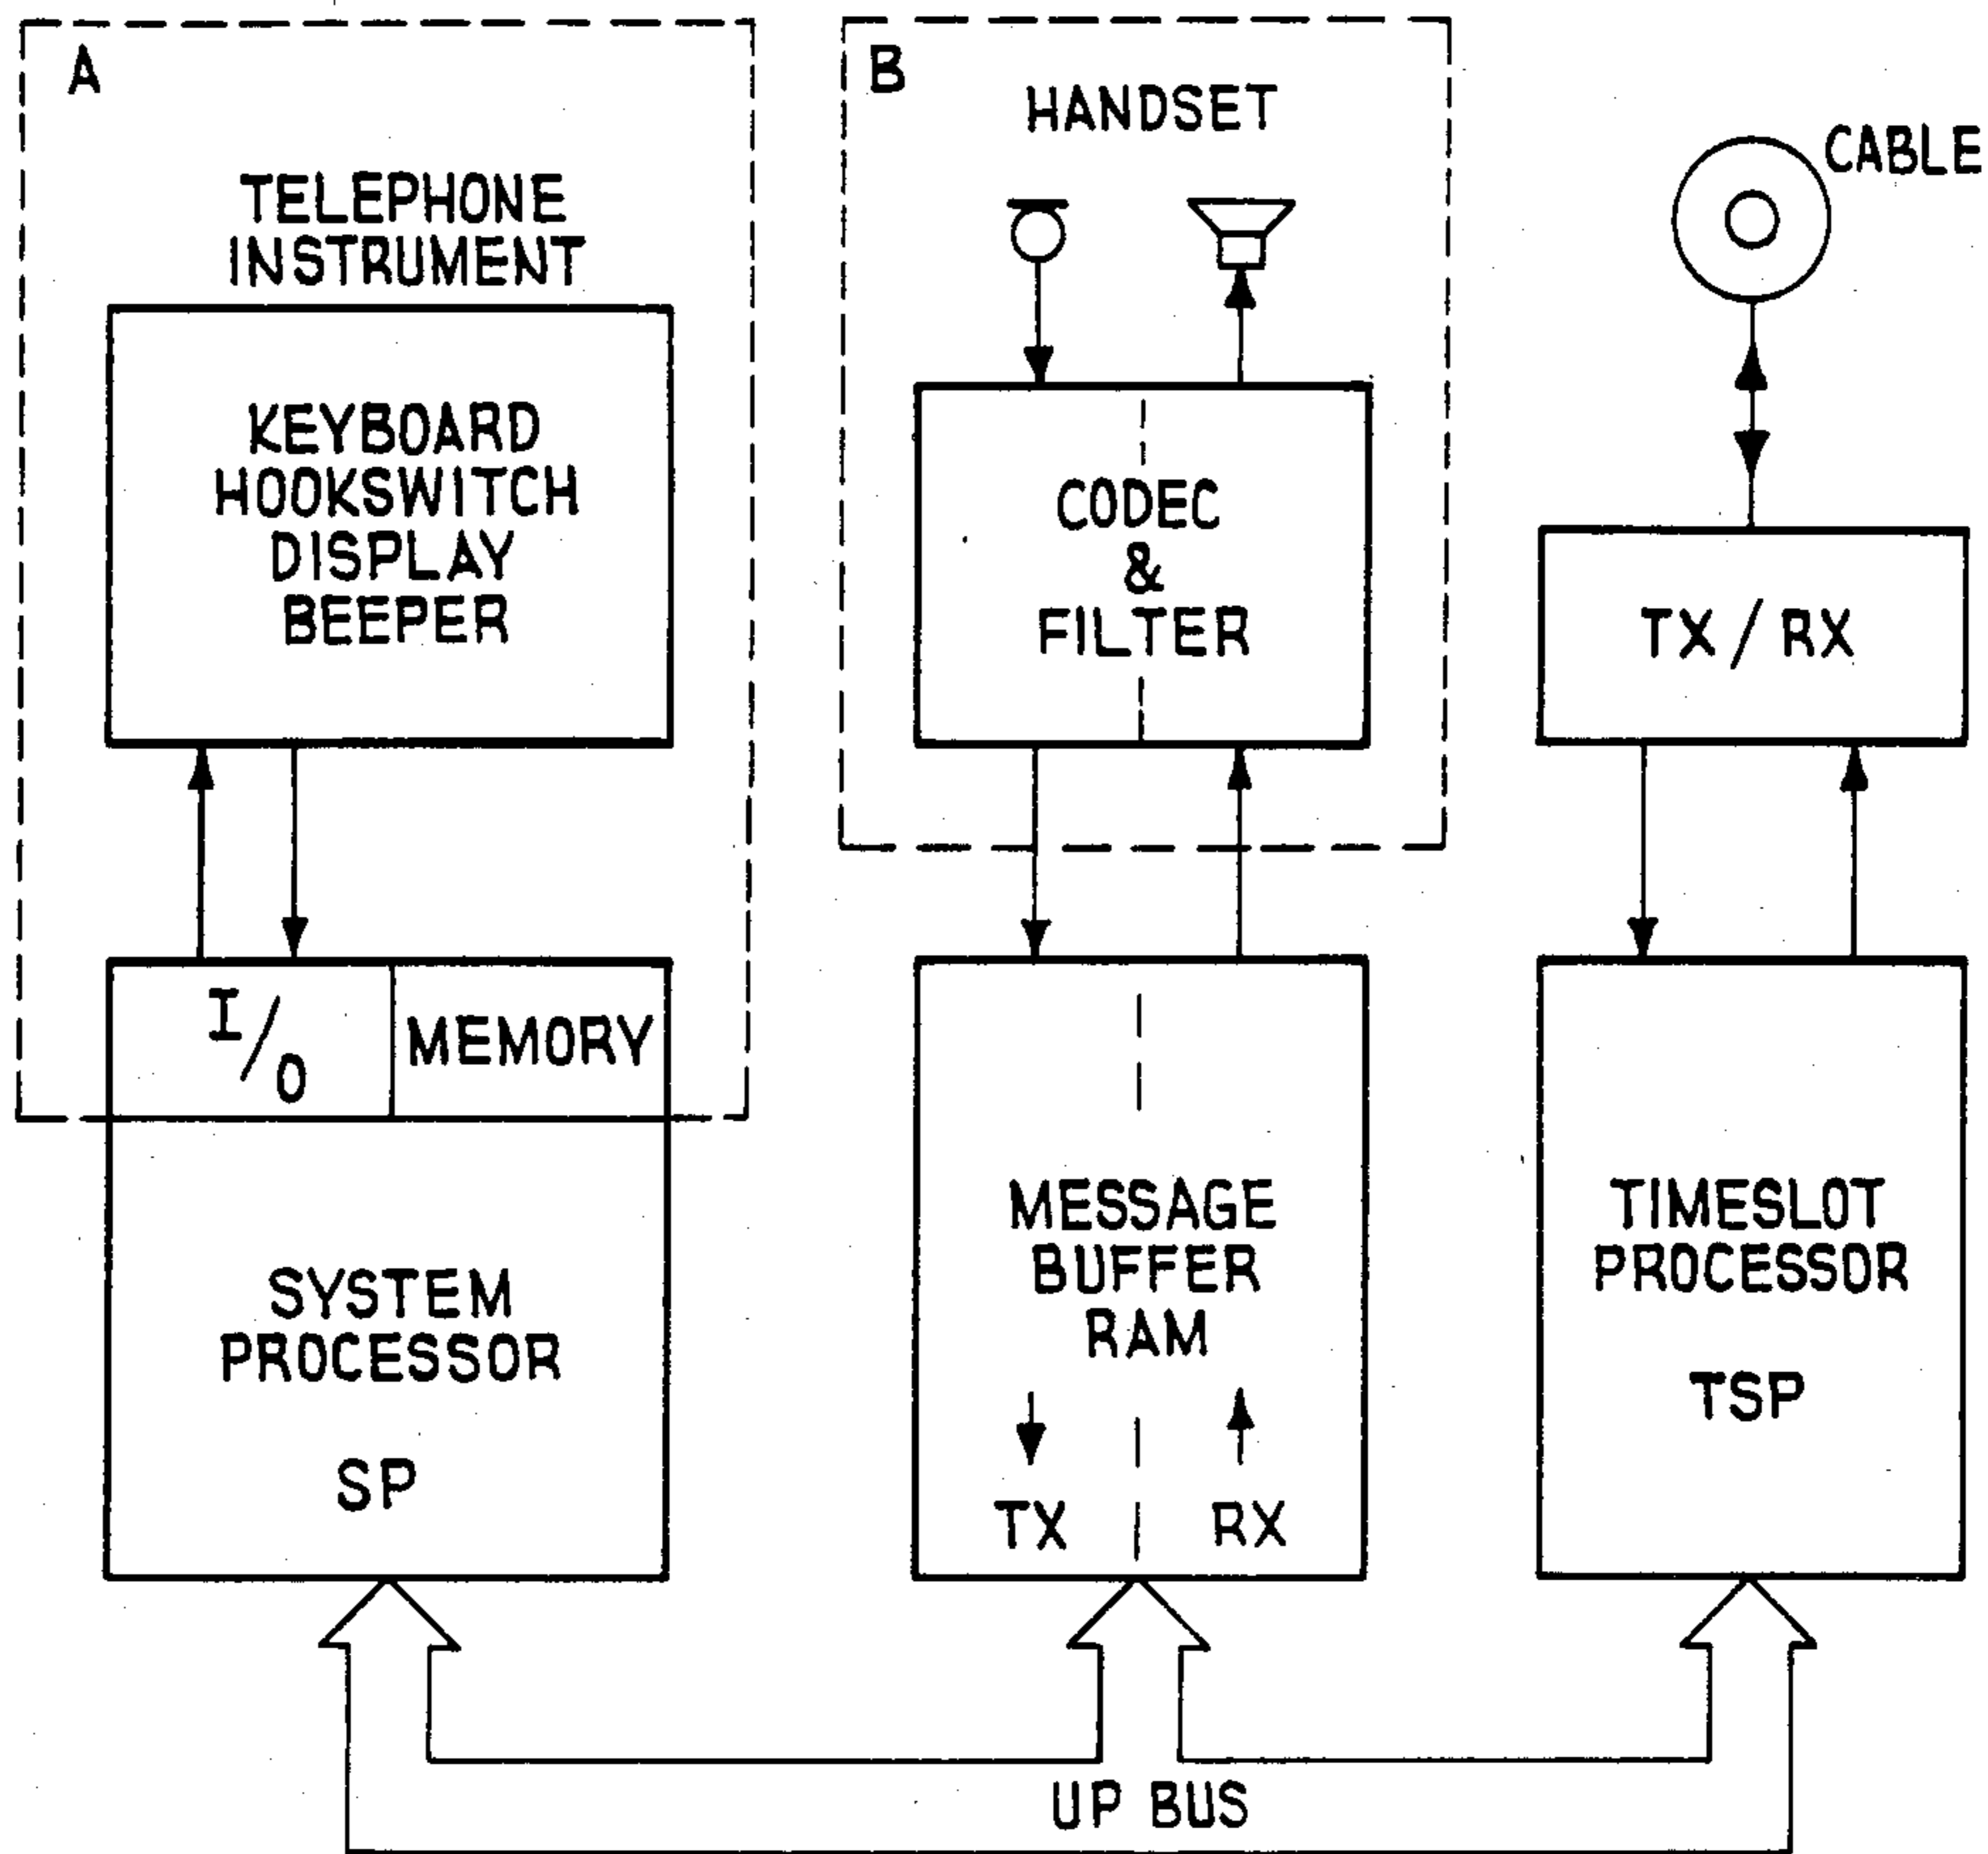 A
TELEPHONE
INSTRUMENT
KEYBOARD
HOOKSWITCH
DISPLAY
BEEPER
I/O
MEMORY
SYSTEM
PROCESSOR
SP
B
HANDSET
CODEC
&
FILTER
MESSAGE
BUFFER
RAM
TX
RX
CABLE
TX/RX
TIMESLOT
PROCESSOR
TSP
UP BUS